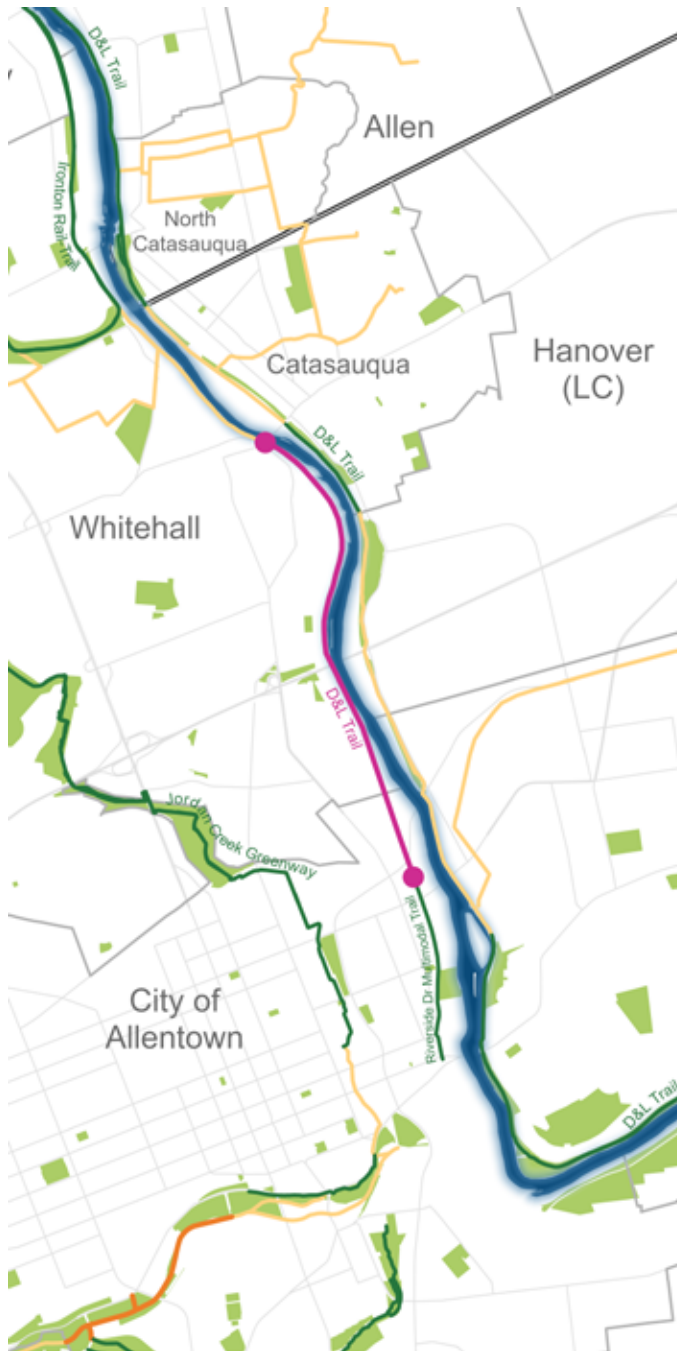 D&L Trail
Allen
Ironton Rail-Trail
North
Catasauqua
Catasauqua
Hanover
(LC)
D&L Trail
Whitehall
D&L Trail
Jordan Creek Greenway
Riverside Dr Multimodal Trail
City of
Allentown
D&L Trail